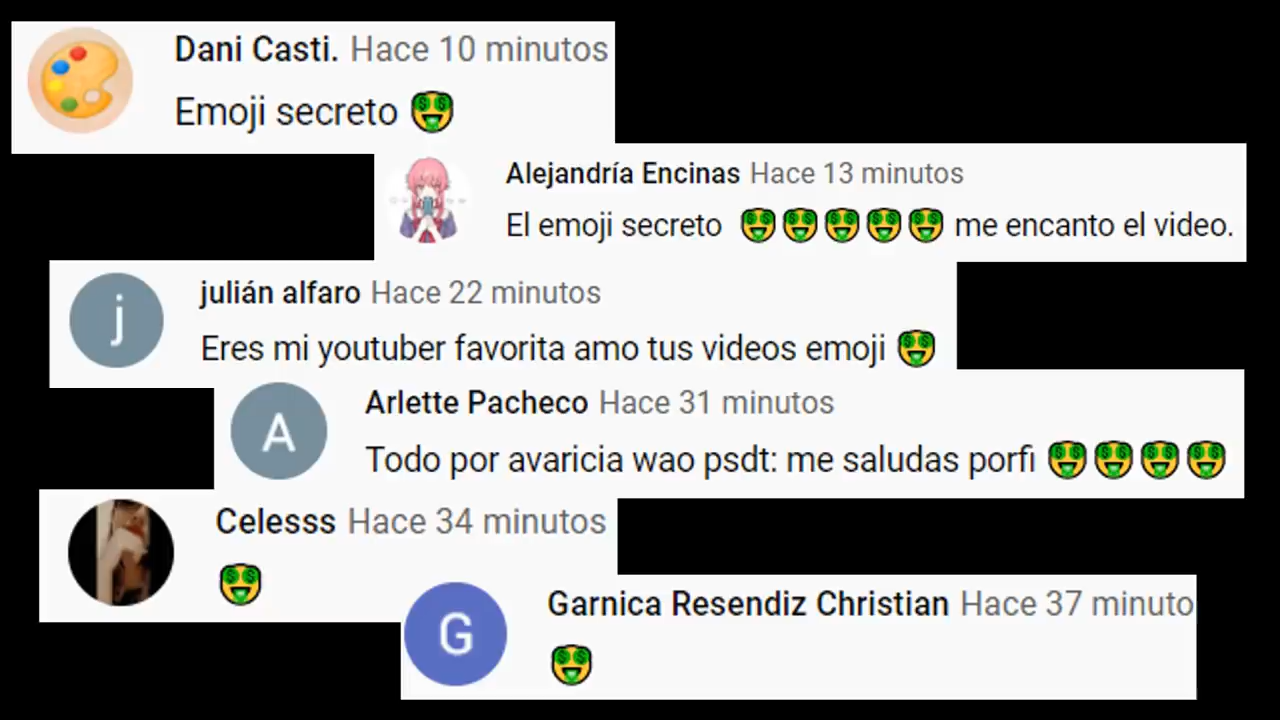 Dani Casti. Hace 10 minutos
Emoji secreto 🤑
Alejandría Encinas Hace 13 minutos
El emoji secreto 🤑🤑🤑🤑🤑 me encanto el video.
j
julián alfaro Hace 22 minutos
Eres mi youtuber favorita amo tus videos emoji 🤑
A
Arlette Pacheco Hace 31 minutos
Todo por avaricia wao psdt: me saludas porfi 🤑🤑🤑🤑
Celesss Hace 34 minutos
🤑
G
Garnica Resendiz Christian Hace 37 minuto
🤑